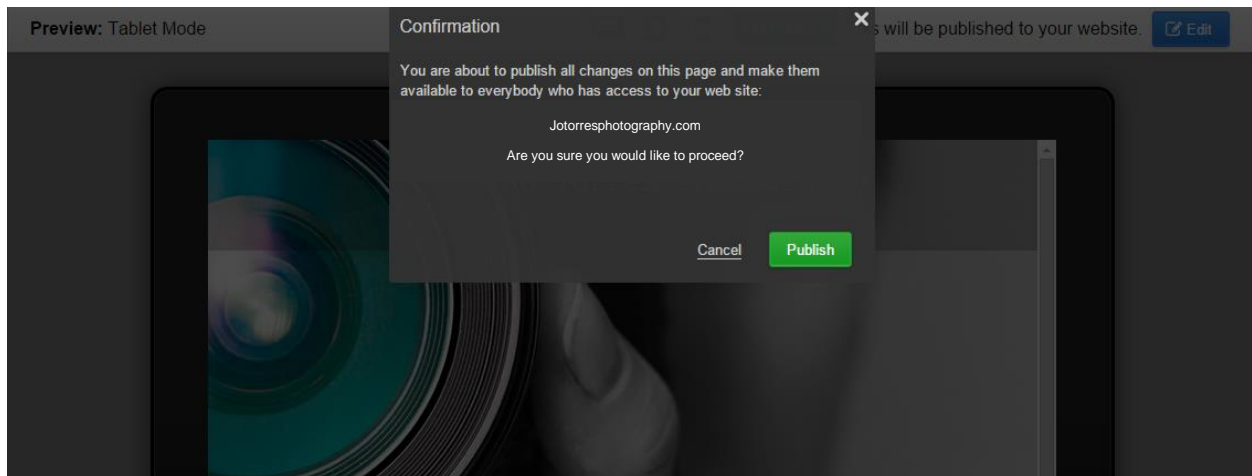 Preview: Tablet Mode
Confirmation
will be published to your website.
Edit
You are about to publish all changes on this page and make them
available to everybody who has access to your web site:
Jotorresphotography.com
Are you sure you would like to proceed?
Cancel
Publish